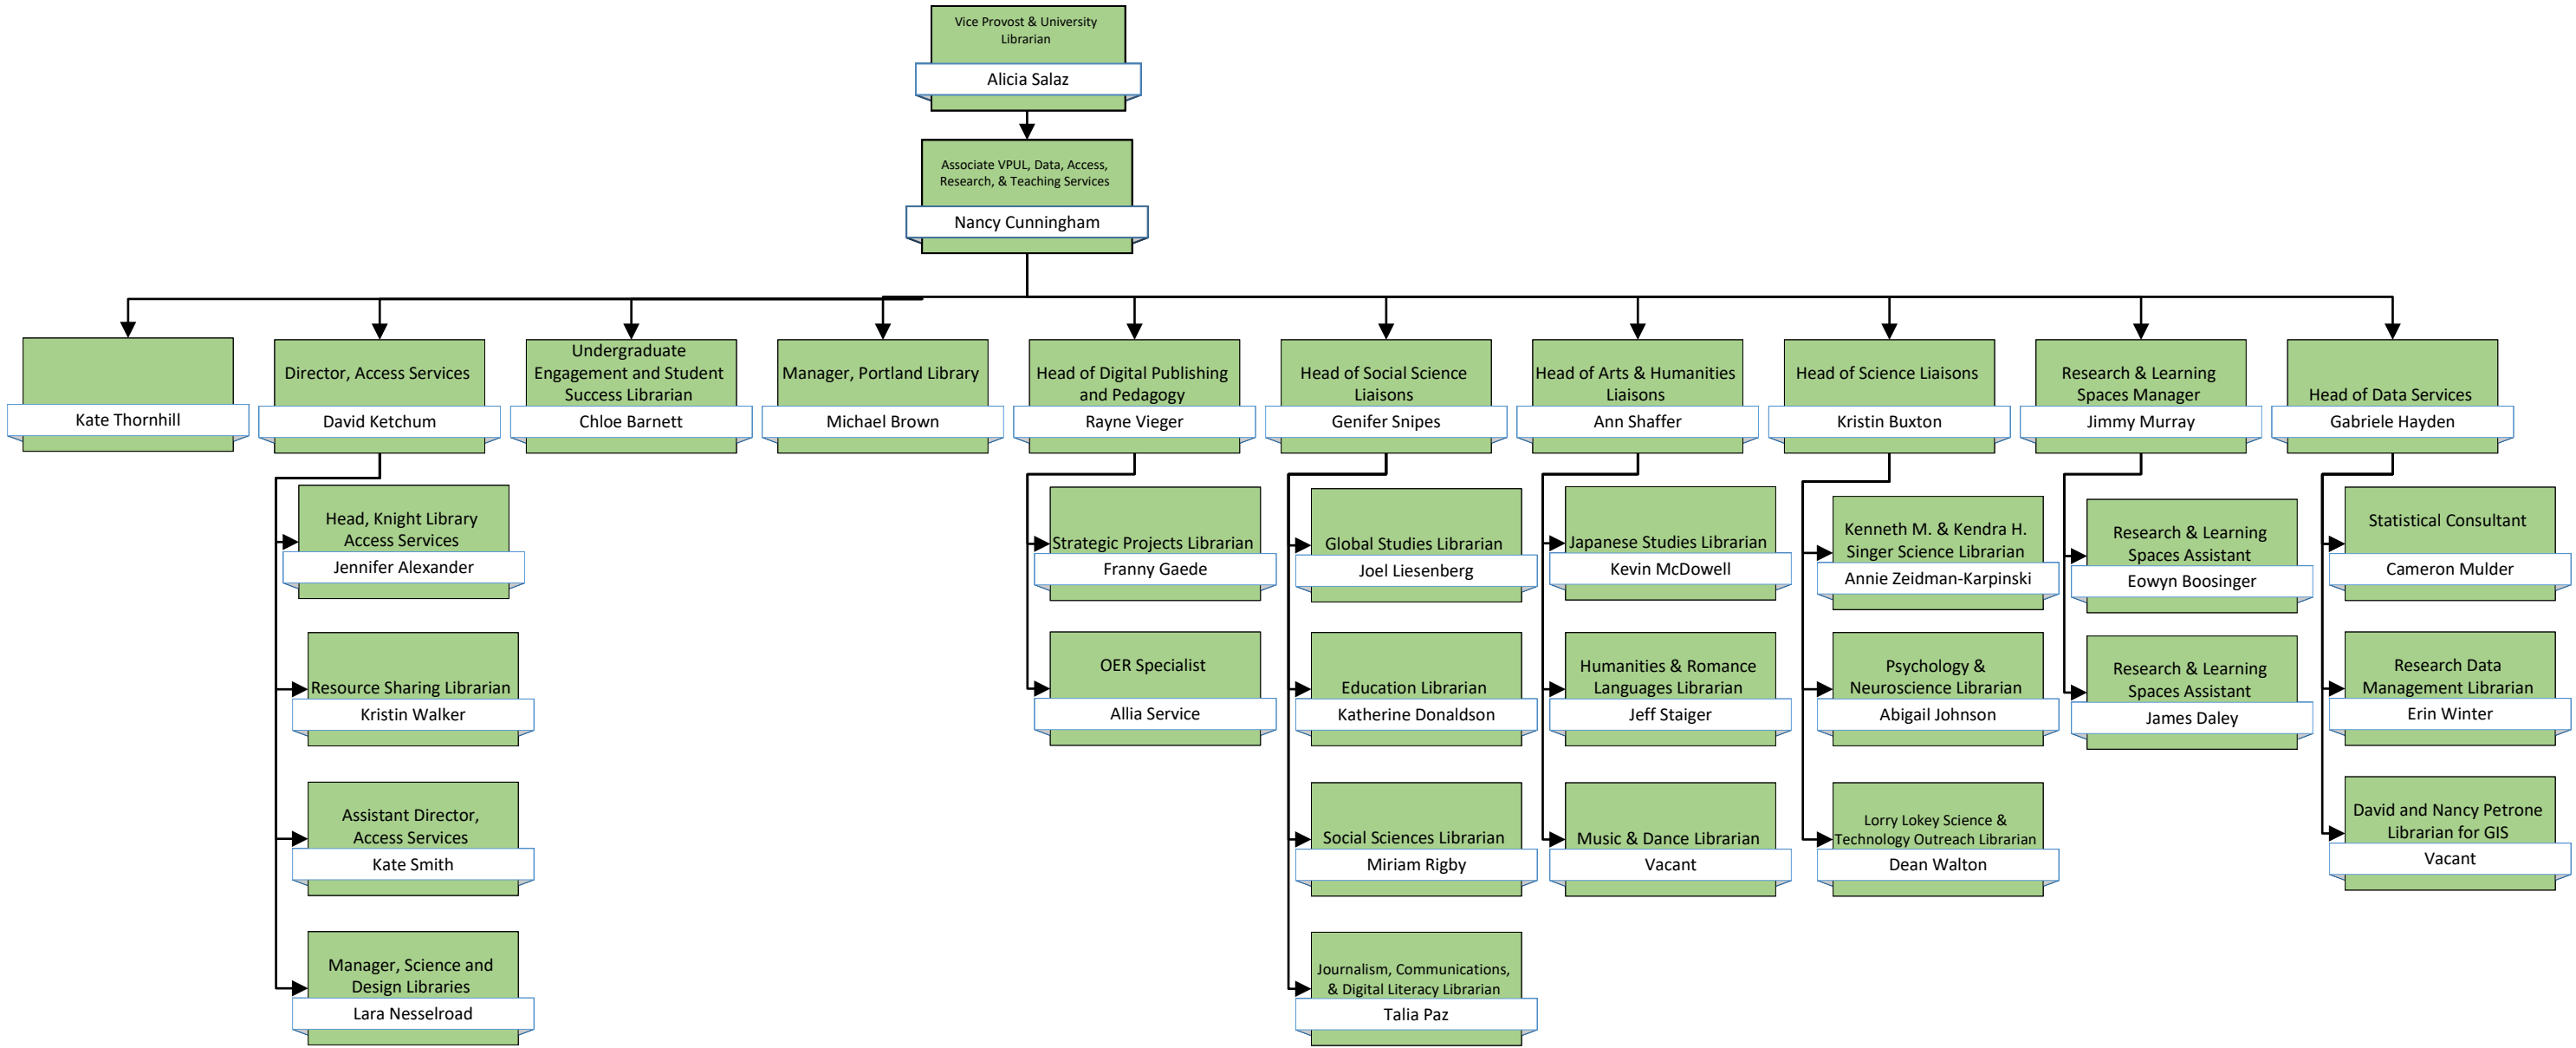 Vice Provost & University
Librarian
Alicia Salaz
Associate VPUL, Data, Access,
Research, & Teaching Services
Nancy Cunningham
Kate Thornhill
Director, Access Services
David Ketchum
Undergraduate
Engagement and Student
Success Librarian
Chloe Barnett
Manager, Portland Library
Michael Brown
Head of Digital Publishing
and Pedagogy
Rayne Vieger
Head of Social Science
Liaisons
Genifer Snipes
Head of Arts & Humanities
Liaisons
Ann Shaffer
Head of Science Liaisons
Kristin Buxton
Research & Learning
Spaces Manager
Jimmy Murray
Head of Data Services
Gabriele Hayden
Head, Knight Library
Access Services
Jennifer Alexander
Resource Sharing Librarian
Kristin Walker
Assistant Director,
Access Services
Kate Smith
Manager, Science and
Design Libraries
Lara Nesselroad
Strategic Projects Librarian
Franny Gaede
OER Specialist
Allia Service
Global Studies Librarian
Joel Liesenberg
Education Librarian
Katherine Donaldson
Social Sciences Librarian
Miriam Rigby
Journalism, Communications,
& Digital Literacy Librarian
Talia Paz
Japanese Studies Librarian
Kevin McDowell
Humanities & Romance
Languages Librarian
Jeff Staiger
Music & Dance Librarian
Vacant
Kenneth M. & Kendra H.
Singer Science Librarian
Annie Zeidman-Karpinski
Psychology &
Neuroscience Librarian
Abigail Johnson
Lorry Lokey Science &
Technology Outreach Librarian
Dean Walton
Research & Learning
Spaces Assistant
Eowyn Boosinger
Research & Learning
Spaces Assistant
James Daley
Statistical Consultant
Cameron Mulder
Research Data
Management Librarian
Erin Winter
David and Nancy Petrone
Librarian for GIS
Vacant